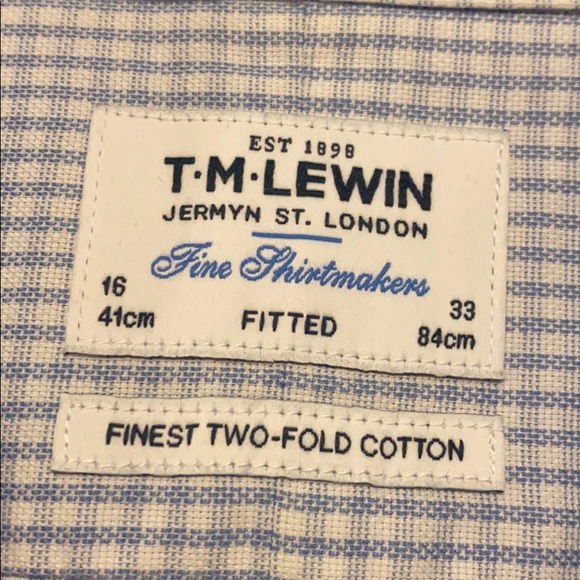 EST 1898
T·M·LEWIN
JERMYN ST. LONDON
Fine Shirtmakers
16
41cm
FITTED
33
84cm
FINEST TWO-FOLD COTTON